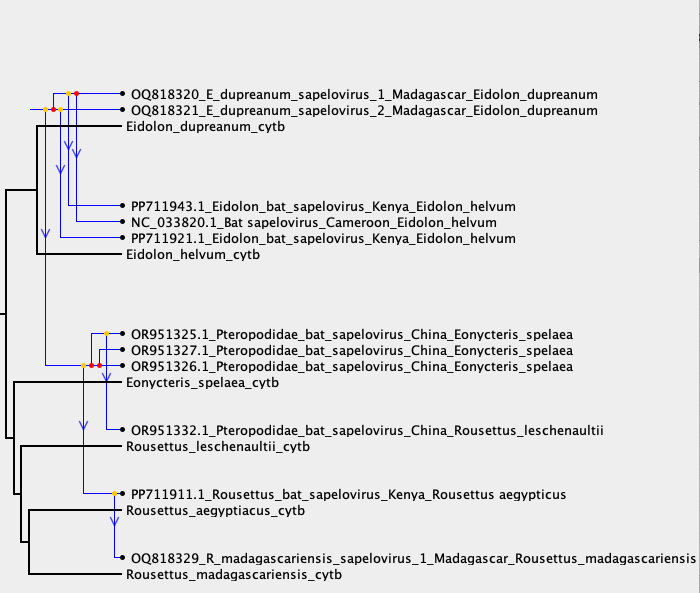 OQ818320_E_dupreanum_sapelovirus_1_Madagascar_Eidolon_dupreanum
OQ818321_E_dupreanum_sapelovirus_2_Madagascar_Eidolon_dupreanum
Eidolon_dupreanum_cytb
PP711943.1_Eidolon_bat_sapelovirus_Kenya_Eidolon_helvum
NC_033820.1_Bat sapelovirus_Cameroon_Eidolon_helvum
PP711921.1_Eidolon_bat_sapelovirus_Kenya_Eidolon_helvum
Eidolon_helvum_cytb
OR951325.1_Pteropodidae_bat_sapelovirus_China_Eonycteris_spelaea
OR951327.1_Pteropodidae_bat_sapelovirus_China_Eonycteris_spelaea
OR951326.1_Pteropodidae_bat_sapelovirus_China_Eonycteris_spelaea
Eonycteris_spelaea_cytb
OR951332.1_Pteropodidae_bat_sapelovirus_China_Rousettus_leschenaultii
Rousettus_leschenaultii_cytb
PP711911.1_Rousettus_bat_sapelovirus_Kenya_Rousettus aegypticus
Rousettus_aegyptiacus_cytb
OQ818329_R_madagascariensis_sapelovirus_1_Madagascar_Rousettus_madagascariensis
Rousettus_madagascariensis_cytb